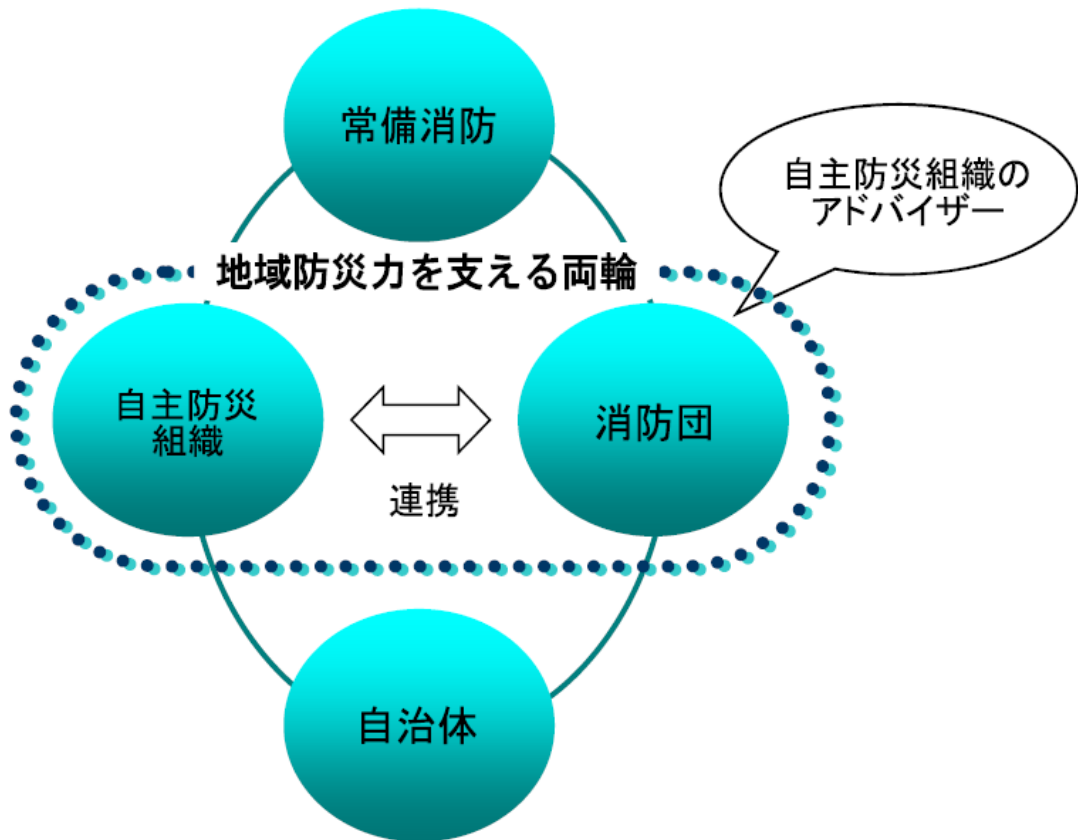 常備消防
自主防災組織の
アドバイザー
地域防災力を支える両輪
自主防災
組織
消防団
連携
自治体